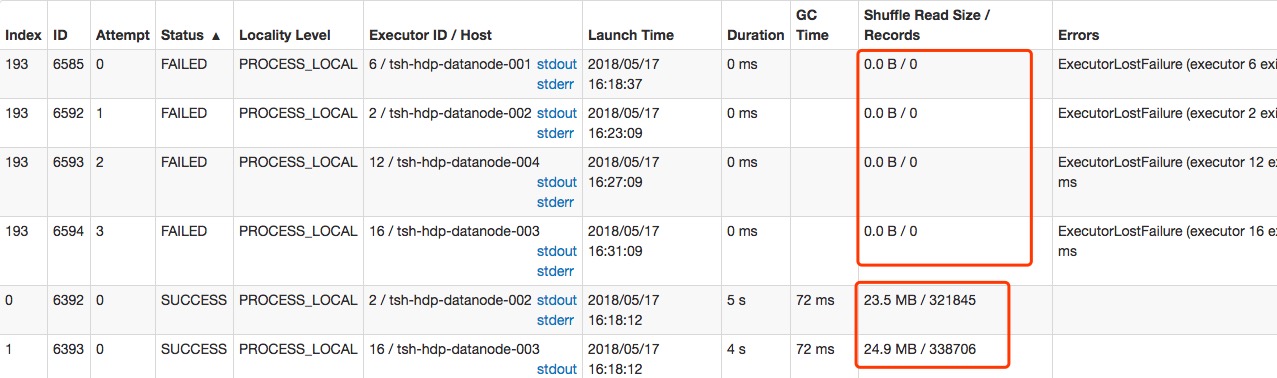 Index ID Attempt Status ▲ Locality Level Executor ID / Host Launch Time Duration GC Time Shuffle Read Size / Records Errors
193 6585 0 FAILED PROCESS_LOCAL 6 / tsh-hdp-datanode-001 stdout 2018/05/17 0 ms 0.0 B / 0 ExecutorLostFailure (executor 6 exi
stderr 16:18:37
193 6592 1 FAILED PROCESS_LOCAL 2 / tsh-hdp-datanode-002 stdout 2018/05/17 0 ms 0.0 B / 0 ExecutorLostFailure (executor 2 exi
stderr 16:23:09
193 6593 2 FAILED PROCESS_LOCAL 12 / tsh-hdp-datanode-004 2018/05/17 0 ms 0.0 B / 0 ExecutorLostFailure (executor 12 e
stdout 16:27:09 ms
stderr
193 6594 3 FAILED PROCESS_LOCAL 16 / tsh-hdp-datanode-003 2018/05/17 0 ms 0.0 B / 0 ExecutorLostFailure (executor 16 e
stdout 16:31:09 ms
stderr
0 6392 0 SUCCESS PROCESS_LOCAL 2 / tsh-hdp-datanode-002 stdout 2018/05/17 5 s 72 ms 23.5 MB / 321845
stderr 16:18:12
1 6393 0 SUCCESS PROCESS_LOCAL 16 / tsh-hdp-datanode-003 2018/05/17 4 s 72 ms 24.9 MB / 338706
stdout 16:18:12